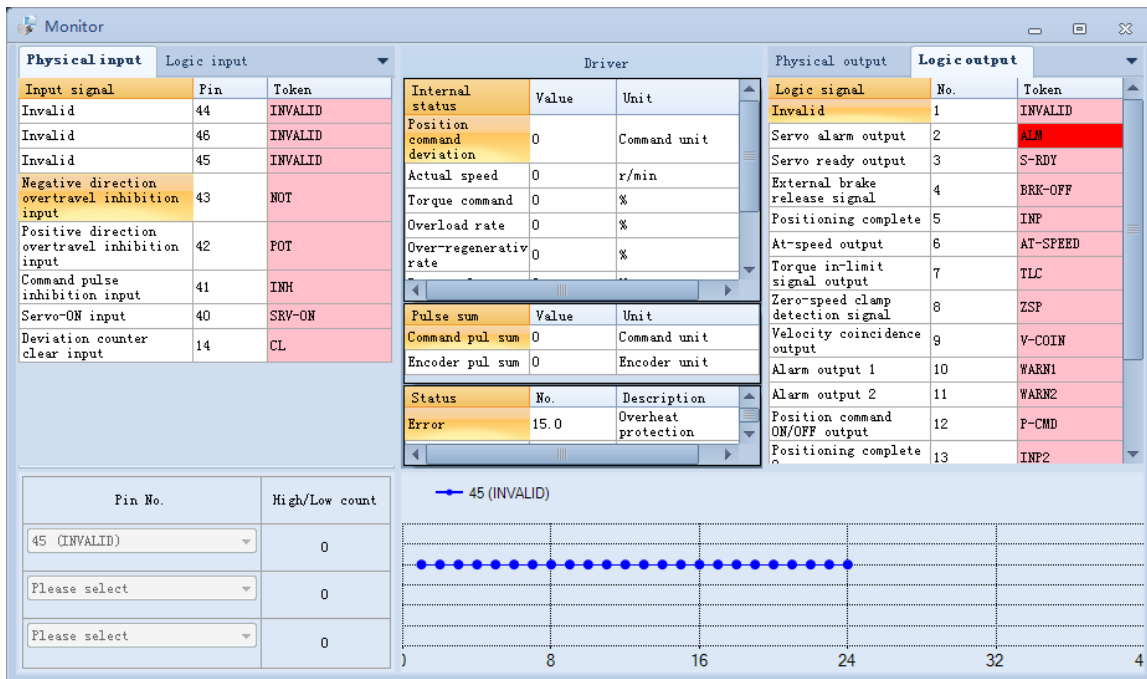 Monitor
Physical input
Logic input
Input signal Pin Token
Invalid 44 INVALID
Invalid 46 INVALID
Invalid 45 INVALID
Negative direction
overtravel inhibition 43 NOT
input
Positive direction
overtravel inhibition 42 POT
input
Command pulse
inhibition input 41 INH
Servo-ON input 40 SRV-ON
Deviation counter
clear input 14 CL
Driver
Internal
status Value Unit
Position
command 0 Command unit
deviation
Actual speed 0 r/min
Torque command 0 %
Overload rate 0 %
Over-regenerativ
rate 0 %
Pulse sum Value Unit
Command pul sum 0 Command unit
Encoder pul sum 0 Encoder unit
Status No. Description
Error 15.0 Overheat
protection
Physical output
Logic output
Logic signal No. Token
Invalid 1 INVALID
Servo alarm output 2 ALM
Servo ready output 3 S-RDY
External brake
release signal 4 BRK-OFF
Positioning complete 5 INP
At-speed output 6 AT-SPEED
Torque in-limit
signal output 7 TLC
Zero-speed clamp
detection signal 8 ZSP
Velocity coincidence
output 9 V-COIN
Alarm output 1 10 WARN1
Alarm output 2 11 WARN2
Position command
ON/OFF output 12 P-CMD
Positioning complete 13 INP2
Pin No. High/Low count
45 (INVALID) 0
Please select 0
Please select 0
45 (INVALID)
8 16 24 32 4